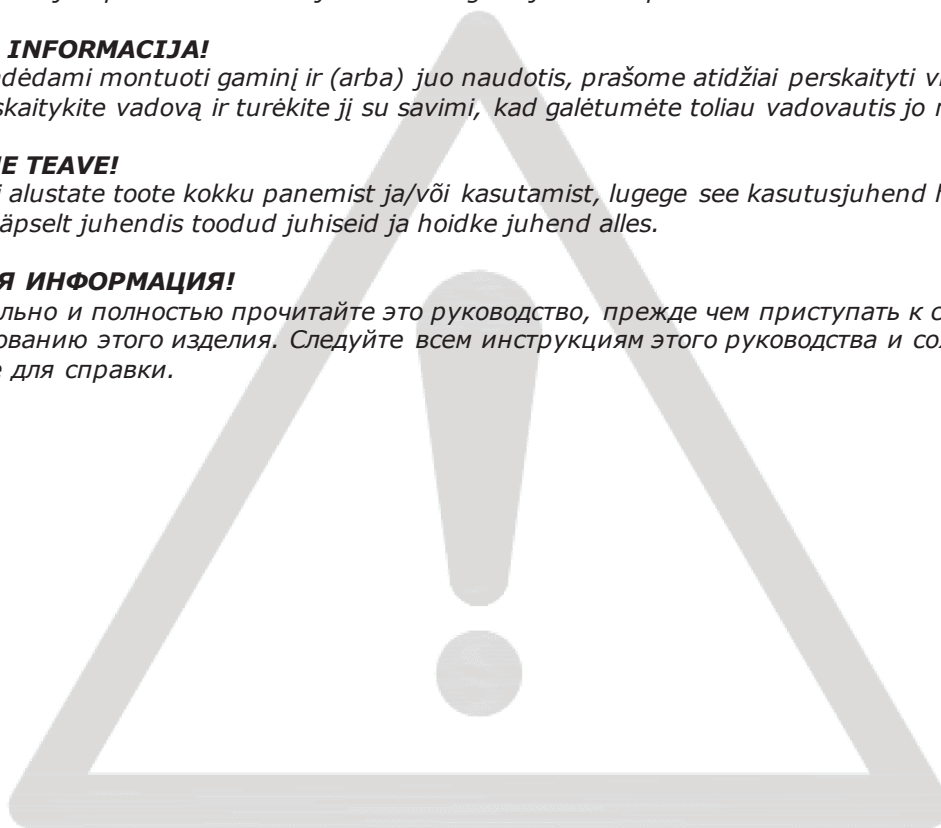 INFORMACIJA!
dėdami montuoti gaminį ir (arba) juo naudotis, prašome atidžiai perskaityti
skaitykite vadovą ir turėkite jį su savimi, kad galėtumėte toliau vadovautis jo
TEAVE!
alustate toote kokku panemist ja/või kasutamist, lugege see kasutusjuhend
äpselt juhendis toodud juhiseid ja hoidke juhend alles.
Я ИНФОРМАЦИЯ!
льно и полностью прочитайте это руководство, прежде чем приступать к
ованию этого изделия. Следуйте всем инструкциям этого руководства и
для справки.